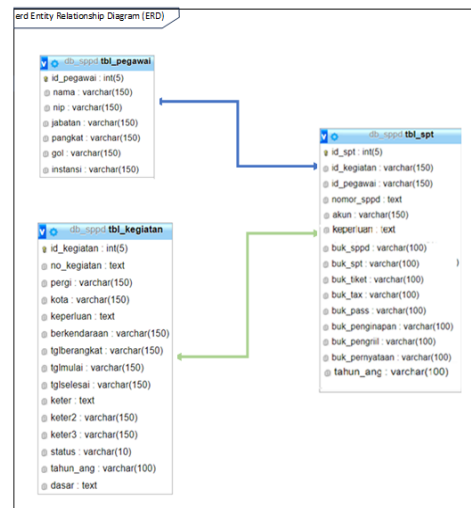 erd Entity Relationship Diagram (ERD)
db_sppd tbl_pegawai
id_pegawai : int(5)
nama : varchar(150)
nip : varchar(150)
jabatan : varchar(150)
pangkat : varchar(150)
gol : varchar(150)
instansi : varchar(150)
db_sppd tbl_spt
id_spt : int(5)
id_kegiatan : varchar(150)
id_pegawai : varchar(150)
nomor_sppd : text
akun : varchar(150)
keperluan : text
buk_sppd : varchar(100)
buk_spt : varchar(100)
buk_tiket : varchar(100)
buk_tax : varchar(100)
buk_pass : varchar(100)
buk_penginapan : varchar(100)
buk_pengriil : varchar(100)
buk_pernyataan : varchar(100)
tahun_ang : varchar(100)
db_sppd tbl_kegiatan
id_kegiatan : int(5)
no_kegiatan : text
pergi : varchar(150)
kota : varchar(150)
keperluan : text
berkendaraan : varchar(150)
tglberangkat : varchar(150)
tglmulai : varchar(150)
tglselesai : varchar(150)
keter : text
keter2 : varchar(150)
keter3 : varchar(150)
status : varchar(10)
tahun_ang : varchar(100)
dasar : text